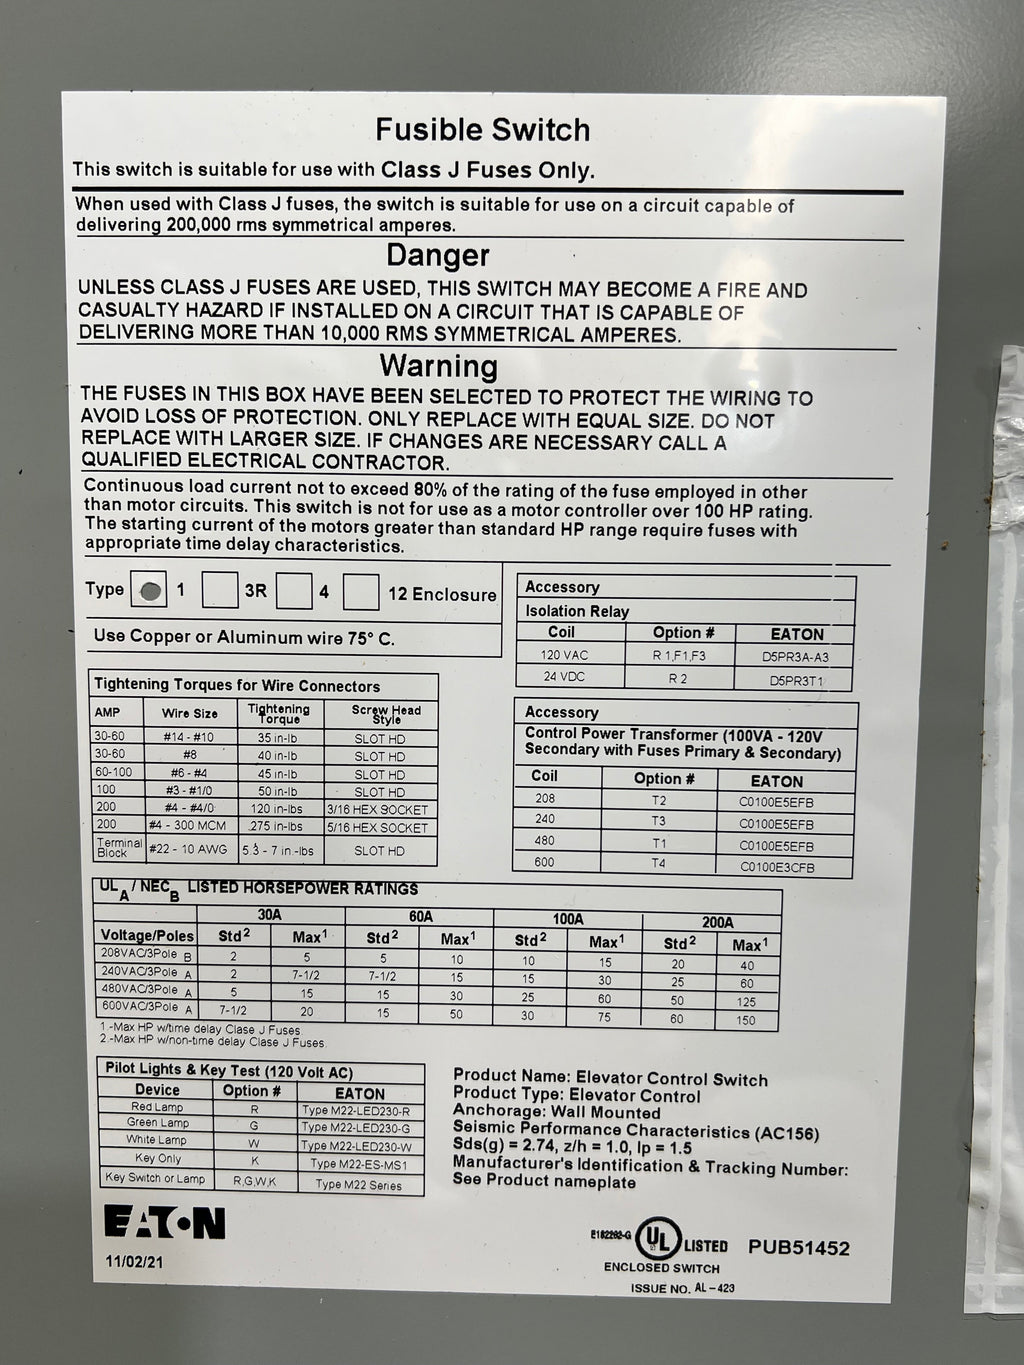 Fusible Switch
This switch is suitable for use with Class J Fuses Only.
When used with Class J fuses, the switch is suitable for use on a circuit capable of
delivering 200,000 rms symmetrical amperes.
Danger
UNLESS CLASS J FUSES ARE USED, THIS SWITCH MAY BECOME A FIRE AND
CASUALTY HAZARD IF INSTALLED ON A CIRCUIT THAT IS CAPABLE OF
DELIVERING MORE THAN 10,000 RMS SYMMETRICAL AMPERES.
Warning
THE FUSES IN THIS BOX HAVE BEEN SELECTED TO PROTECT THE WIRING TO
AVOID LOSS OF PROTECTION. ONLY REPLACE WITH EQUAL SIZE. DO NOT
REPLACE WITH LARGER SIZE. IF CHANGES ARE NECESSARY CALL A
QUALIFIED ELECTRICAL CONTRACTOR.
Continuous load current not to exceed 80% of the rating of the fuse employed in other
than motor circuits. This switch is not for use as a motor controller over 100 HP rating.
The starting current of the motors greater than standard HP range require fuses with
appropriate time delay characteristics.
Type 1 3R 4 12 Enclosure
Use Copper or Aluminum wire 75° C.
Accessory
Isolation Relay
Coil Option # EATON
120 VAC R 1,F1,F3 D5PR3A-A3
24 VDC R 2 D5PR3T1
Tightening Torques for Wire Connectors
AMP Wire Size Tightening Torque Screw Head Style
30-60 #14 - #10 35 in-lb SLOT HD
30-60 #8 40 in-lb SLOT HD
60-100 #6 - #4 45 in-lb SLOT HD
100 #3 - #1/0 50 in-lb SLOT HD
200 #4 - #4/0 120 in-lbs 3/16 HEX SOCKET
200 #4 - 300 MCM 275 in-lbs 5/16 HEX SOCKET
Terminal Block #22 - 10 AWG 5.3 - 7 in.-lbs SLOT HD
Accessory
Control Power Transformer (100VA - 120V
Secondary with Fuses Primary & Secondary)
Coil Option # EATON
208 T2 C0100E5EFB
240 T3 C0100E5EFB
480 T1 C0100E5EFB
600 T4 C0100E3CFB
UL A / NEC B LISTED HORSEPOWER RATINGS
30A 60A 100A 200A
Voltage/Poles Std2 Max1 Std2 Max1 Std2 Max1 Std2 Max1
208VAC/3Pole B 2 5 5 10 10 15 20 40
240VAC/3Pole A 2 7-1/2 7-1/2 15 15 30 25 60
480VAC/3Pole A 5 15 15 30 25 60 50 125
600VAC/3Pole A 7-1/2 20 15 50 30 75 60 150
1.-Max HP w/time delay Clase J Fuses.
2.-Max HP w/non-time delay Clase J Fuses.
Pilot Lights & Key Test (120 Volt AC)
Device Option # EATON
Red Lamp R Type M22-LED230-R
Green Lamp G Type M22-LED230-G
White Lamp W Type M22-LED230-W
Key Only K Type M22-ES-MS1
Key Switch or Lamp R,G,W,K Type M22 Series
Product Name: Elevator Control Switch
Product Type: Elevator Control
Anchorage: Wall Mounted
Seismic Performance Characteristics (AC156)
Sds(g) = 2.74, z/h = 1.0, Ip = 1.5
Manufacturer's Identification & Tracking Number:
See Product nameplate
EATON
11/02/21
E182262-G UL LISTED PUB51452
ENCLOSED SWITCH
ISSUE NO. AL-423